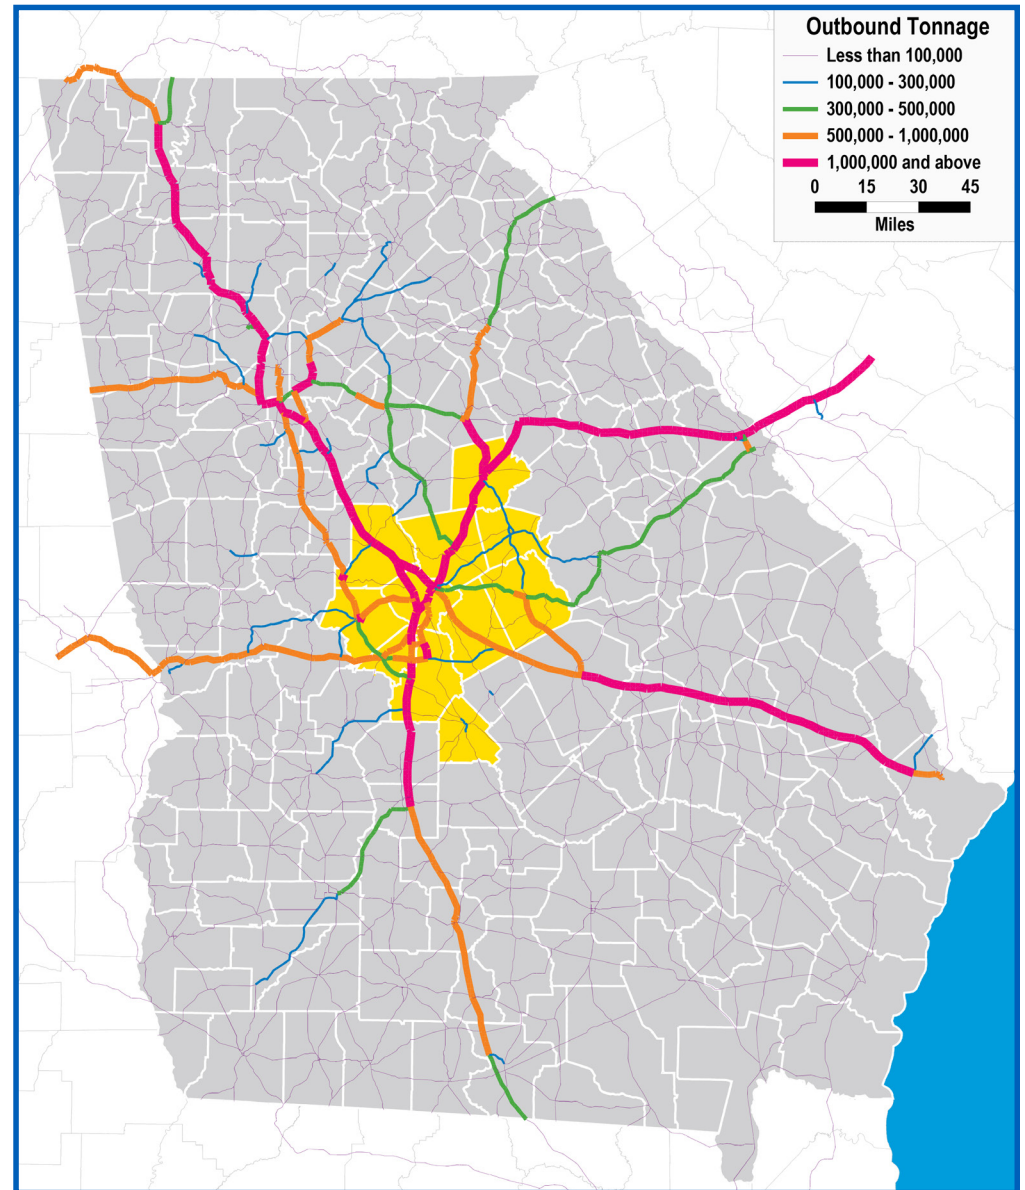 Outbound Tonnage
Less than 100,000
100,000 - 300,000
300,000 - 500,000
500,000 - 1,000,000
1,000,000 and above
0 15 30 45
Miles